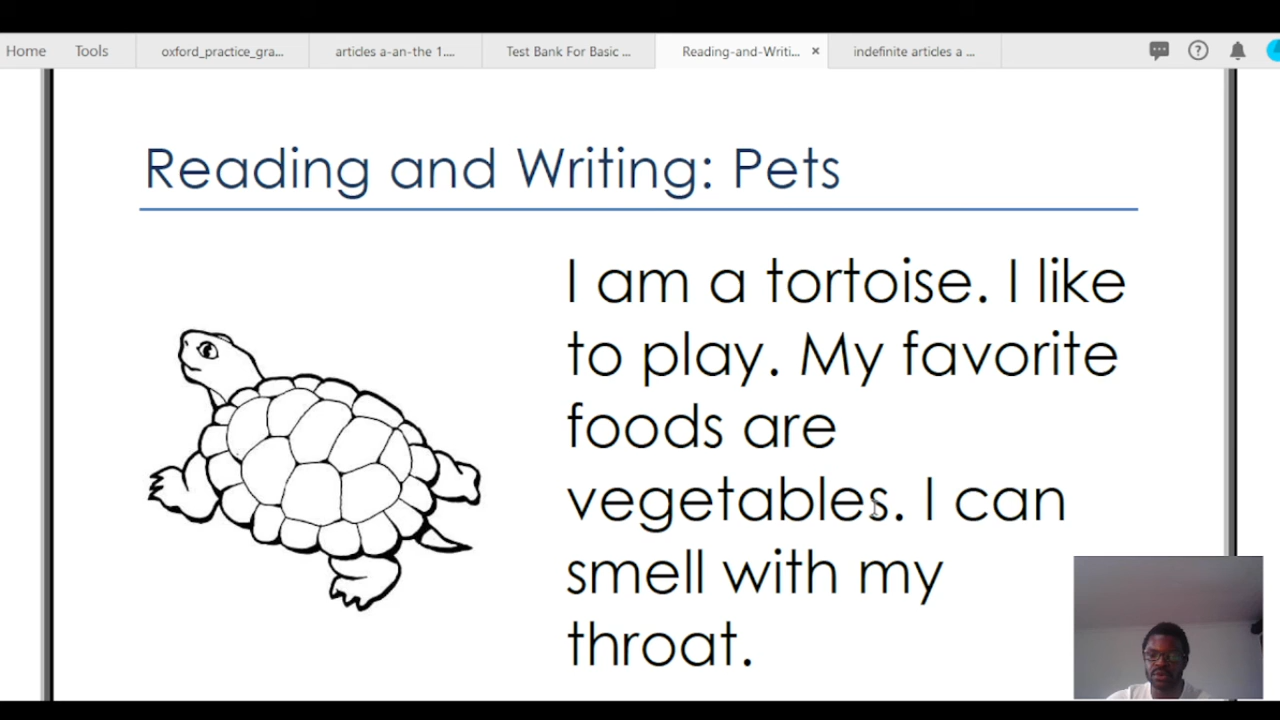 Home Tools oxford_practice_gra... articles a-an-the 1.... Test Bank For Basic ... Reading-and-Writi... × indefinite articles a ...
Reading and Writing: Pets
I am a tortoise. I like
to play. My favorite
foods are
vegetables. I can
smell with my
throat.